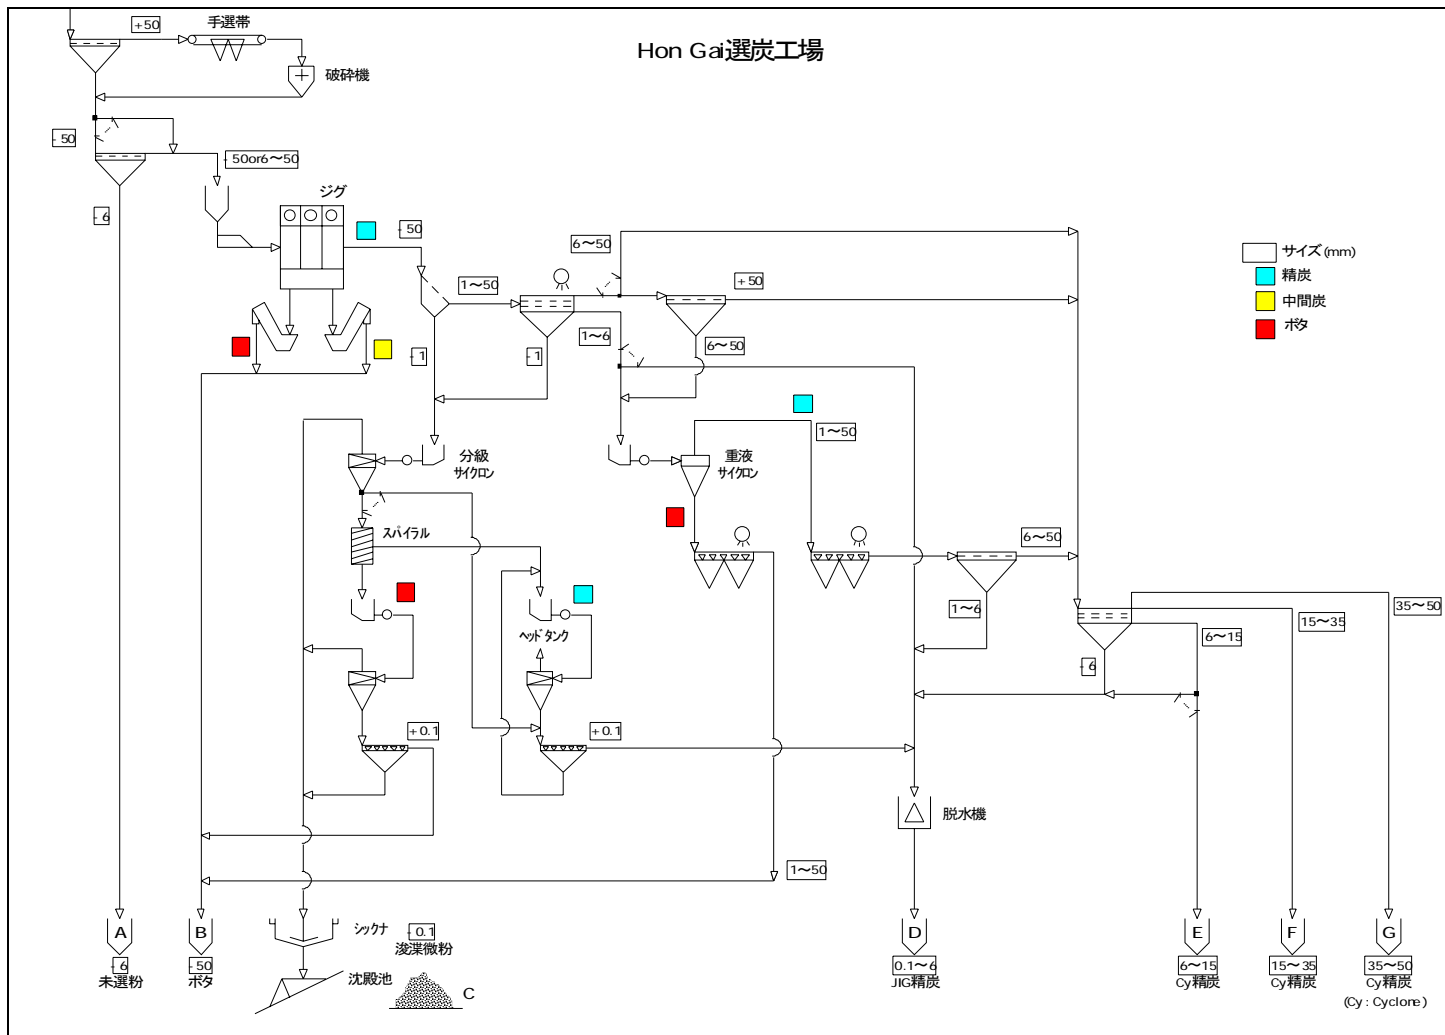 +50
手選帯
Hon Gai選炭工場
破砕機
- 50
- 50or6～50
ジグ
- 6
- 50
6～50
サイズ(mm)
1～50
+50
精炭
中間炭
1～6
ボタ
- 1
- 1
6～50
1～50
分級
サイクロン
重液
サイクロン
スパイラル
6～50
1～6
35～50
ヘッドタンク
15～35
6～15
- 6
+0.1
+0.1
脱水機
1～50
A
B
シックナ
- 0.1
浚渫微粉
D
E
F
G
- 6
未選粉
- 50
ボタ
沈殿池
C
0.1～6
JIG精炭
6～15
Cy精炭
15～35
Cy精炭
35～50
Cy精炭
(Cy : Cyclone)